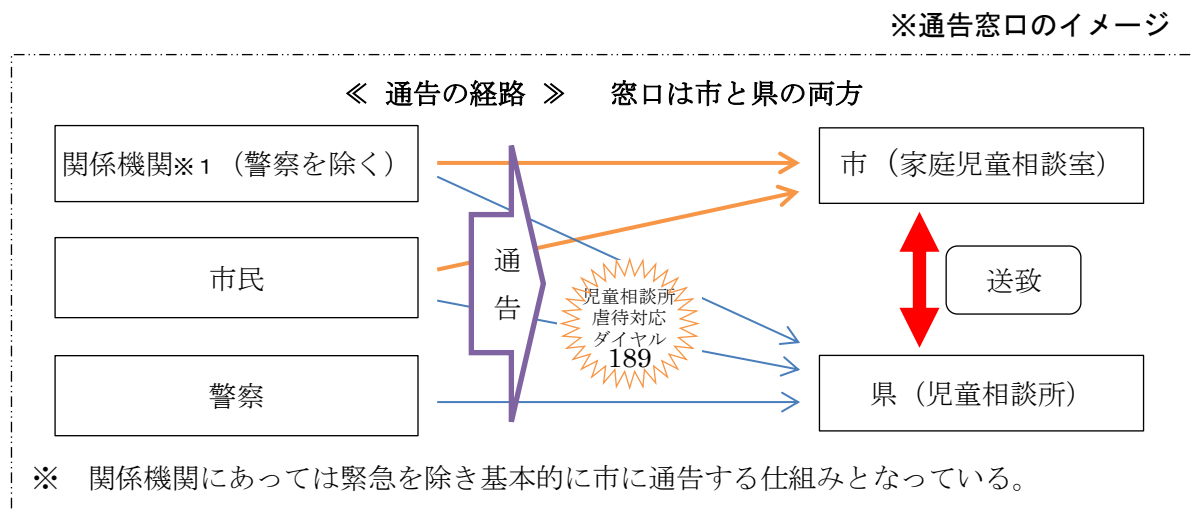 ※通告窓口のイメージ
≪ 通告の経路 ≫ 窓口は市と県の両方
関係機関※1（警察を除く）
市（家庭児童相談室）
通告
市民
送致
児童相談所
虐待対応
ダイヤル
189
警察
県（児童相談所）
※ 関係機関にあっては緊急を除き基本的に市に通告する仕組みとなっている。